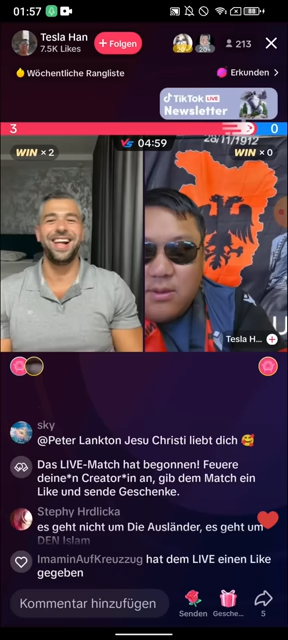 01:57
88
Tesla Han
7.5K Likes
+ Folgen
213
Wöchentliche Rangliste
Erkunden >
TikTok LIVE
Newsletter
3
0
28/11/1912
WIN × 2
VS 04:59
WIN × 0
Tesla H...
sky
@Peter Lankton Jesu Christi liebt dich 🥰
Das LIVE-Match hat begonnen! Feuere
deine*n Creator*in an, gib dem Match ein
Like und sende Geschenke.
Stephy Hrdlicka
es geht nicht um Die Ausländer, es geht um
DEN Islam
ImaminAufKreuzzug hat dem LIVE einen Like
gegeben
Kommentar hinzufügen
Senden
Gesche...
5